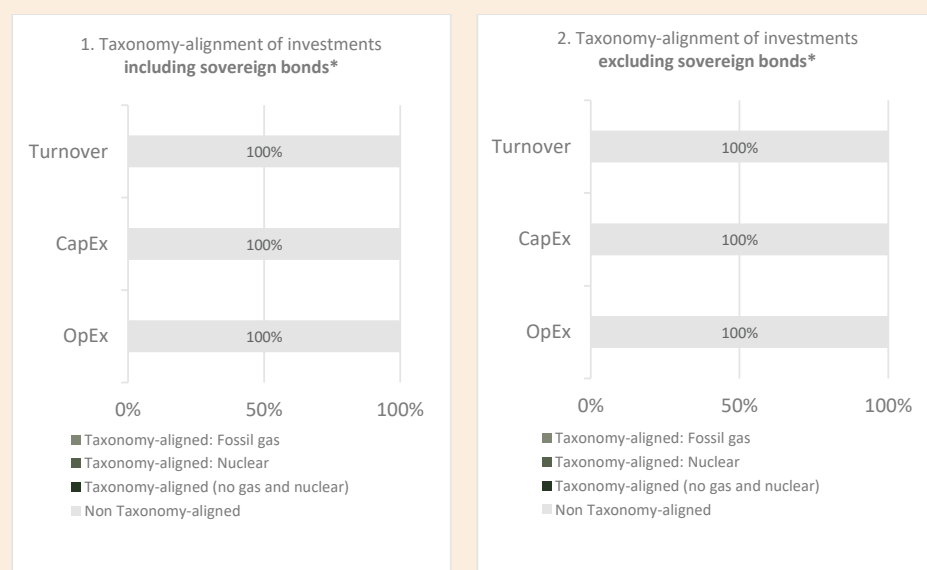 1. Taxonomy-alignment of investments
including sovereign bonds*
Turnover
100%
CapEx
100%
OpEx
100%
0%
50%
100%
Taxonomy-aligned: Fossil gas
Taxonomy-aligned: Nuclear
Taxonomy-aligned (no gas and nuclear)
Non Taxonomy-aligned
2. Taxonomy-alignment of investments
excluding sovereign bonds*
Turnover
100%
CapEx
100%
OpEx
100%
0%
50%
100%
Taxonomy-aligned: Fossil gas
Taxonomy-aligned: Nuclear
Taxonomy-aligned (no gas and nuclear)
Non Taxonomy-aligned